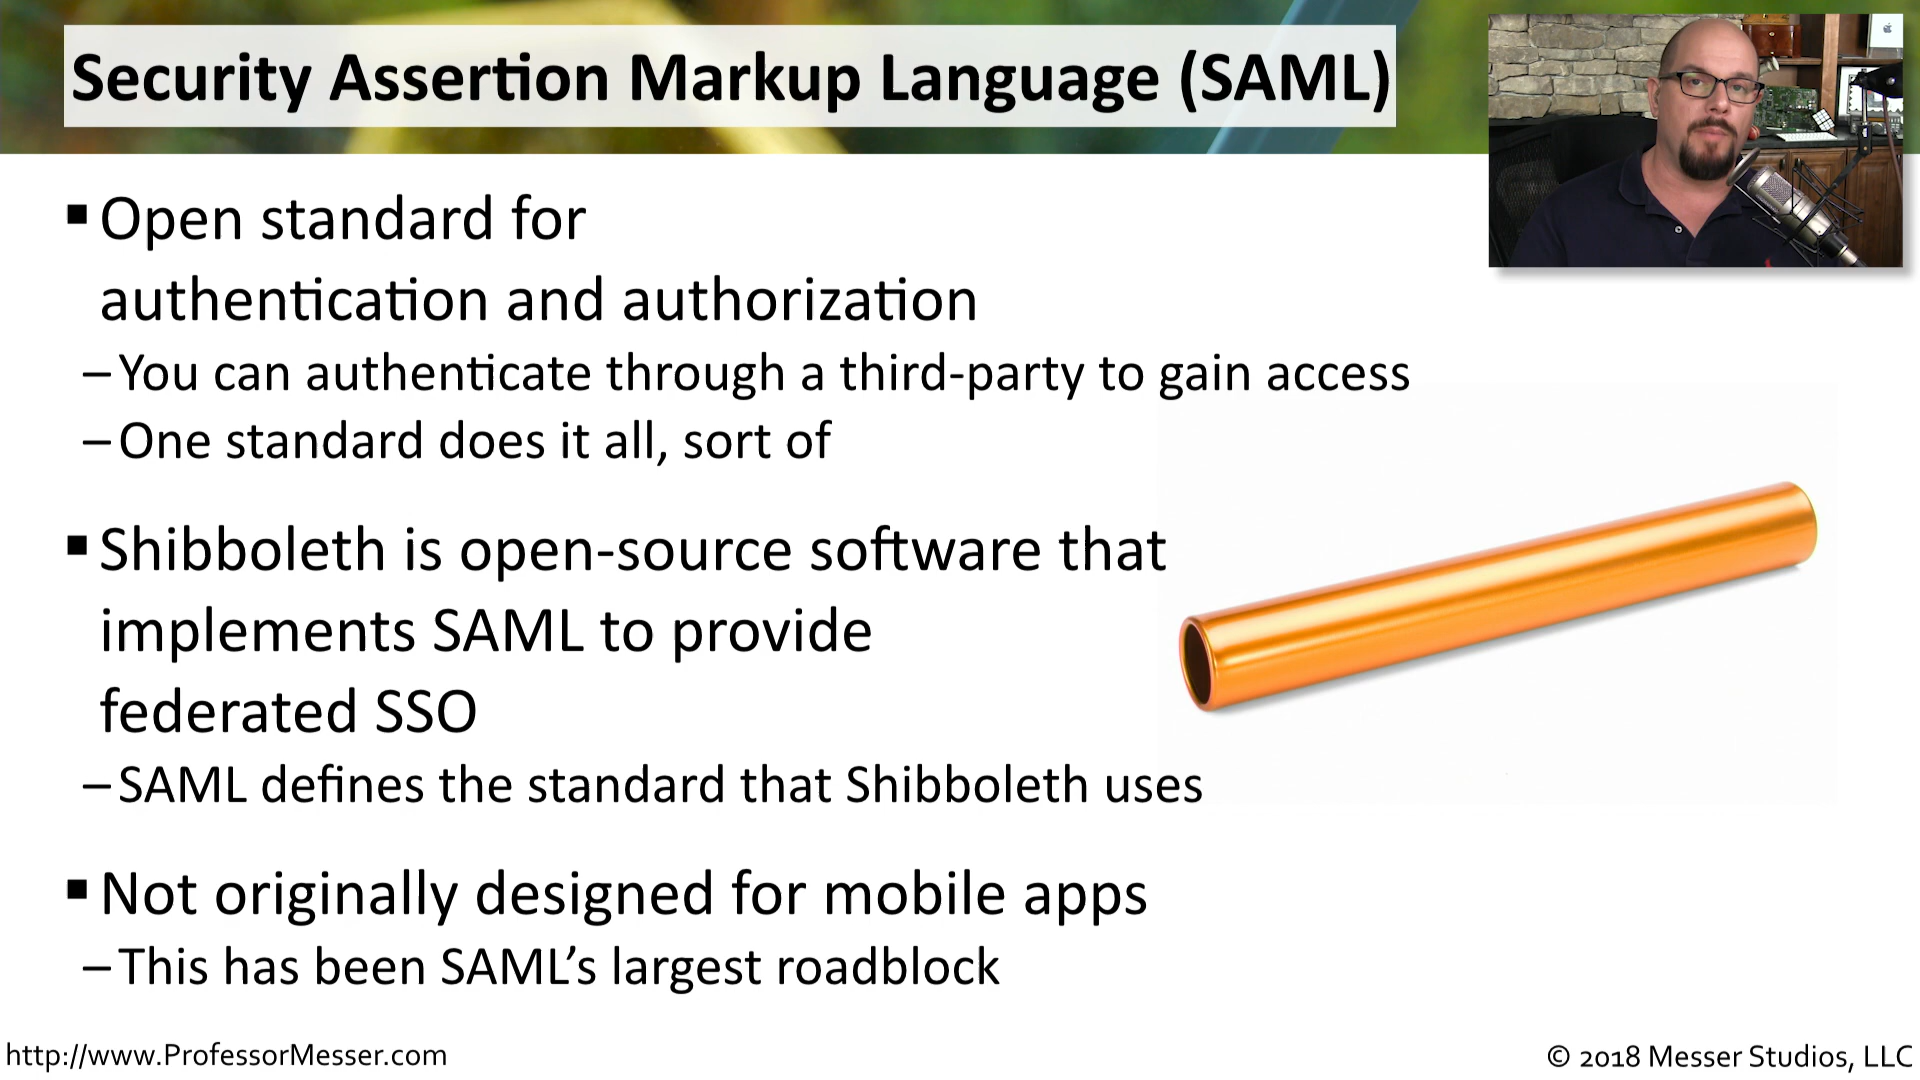 Security Assertion Markup Language (SAML)
▪ Open standard for
authentication and authorization
– You can authenticate through a third-party to gain access
– One standard does it all, sort of
▪ Shibboleth is open-source software that
implements SAML to provide
federated SSO
– SAML defines the standard that Shibboleth uses
▪ Not originally designed for mobile apps
– This has been SAML’s largest roadblock
http://www.ProfessorMesser.com
© 2018 Messer Studios, LLC